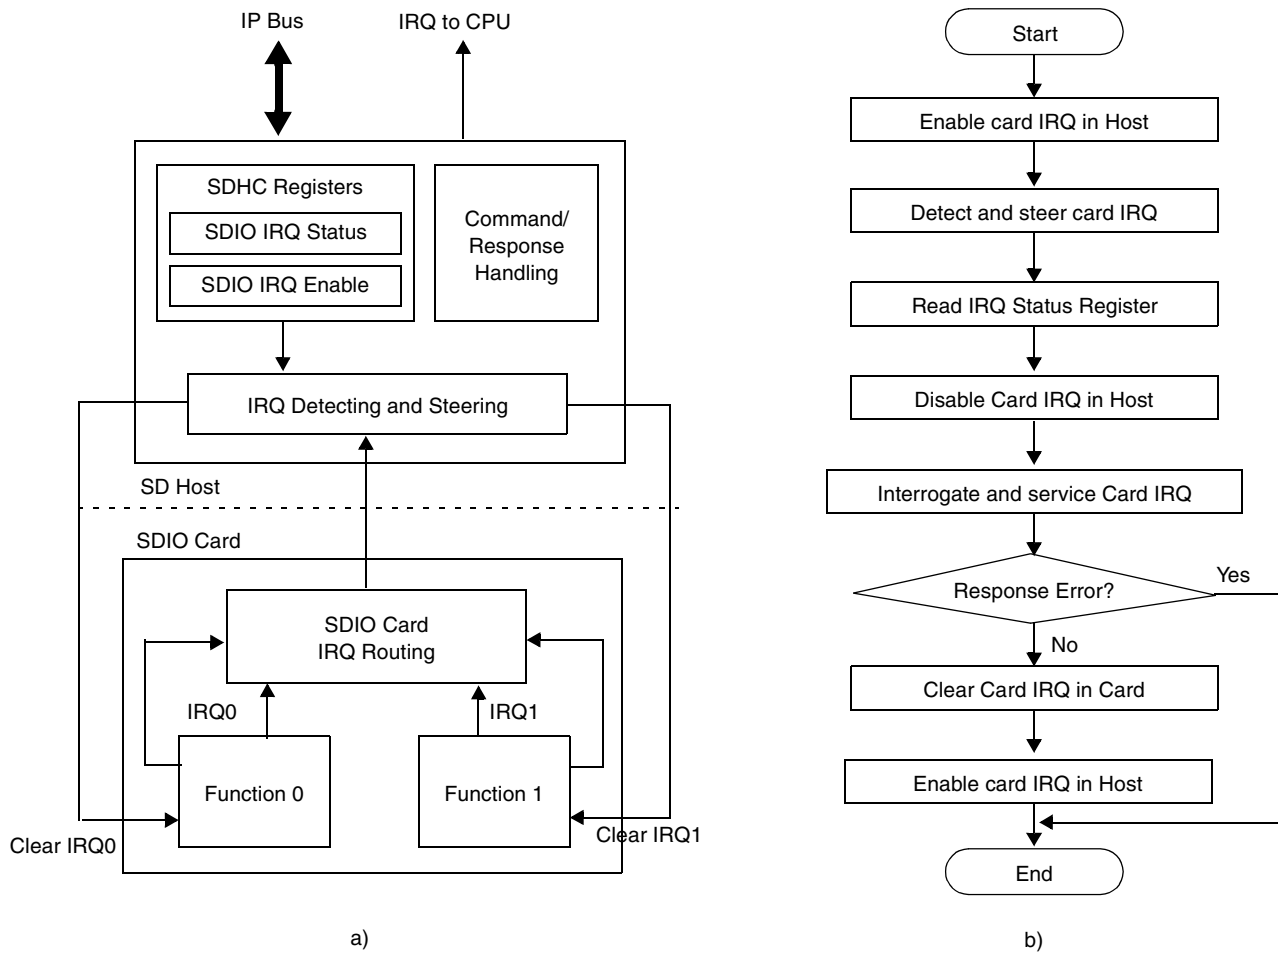 IP Bus
IRQ to CPU
SDHC Registers
SDIO IRQ Status
SDIO IRQ Enable
Command/
Response
Handling
IRQ Detecting and Steering
SD Host
SDIO Card
SDIO Card
IRQ Routing
IRQ0
IRQ1
Function 0
Function 1
Clear IRQ0
Clear IRQ1
a)
Start
Enable card IRQ in Host
Detect and steer card IRQ
Read IRQ Status Register
Disable Card IRQ in Host
Interrogate and service Card IRQ
Response Error?
Yes
No
Clear Card IRQ in Card
Enable card IRQ in Host
End
b)